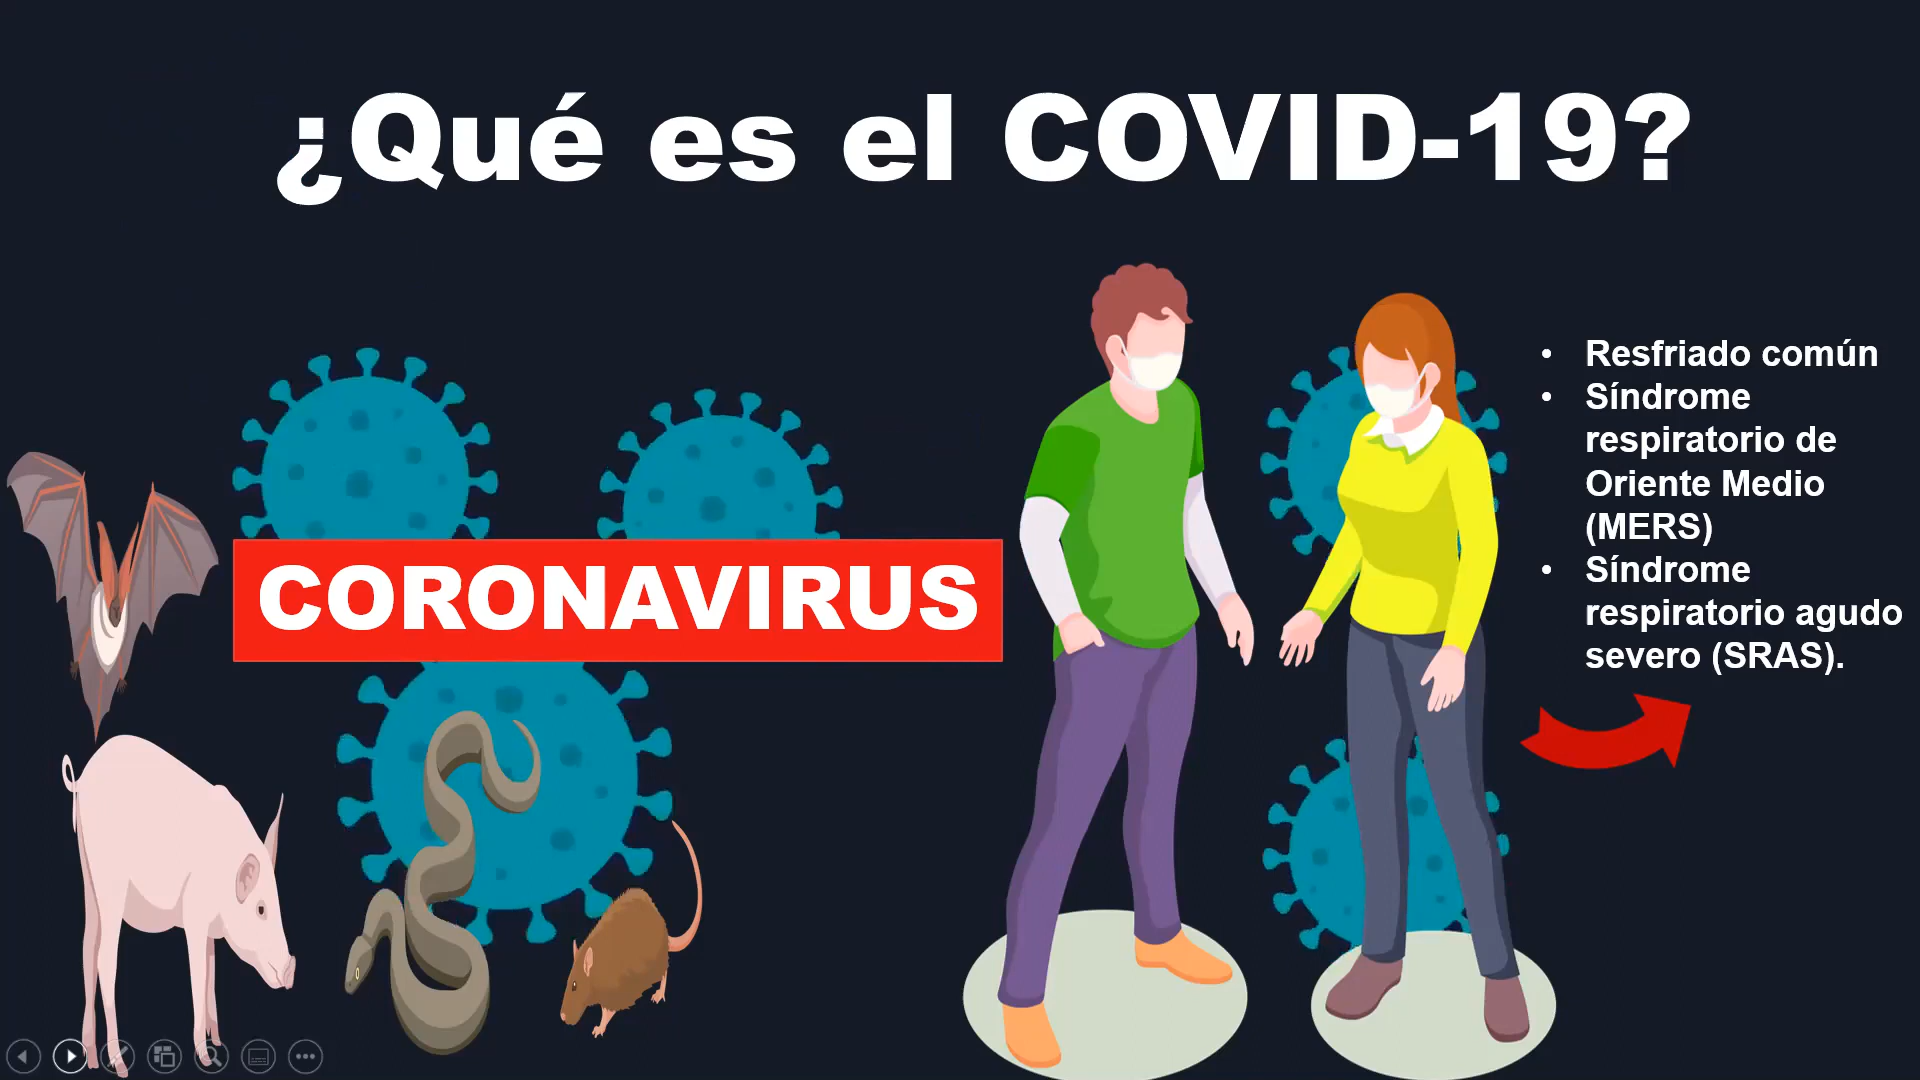 ¿Qué es el COVID-19?
CORONAVIRUS
• Resfriado común
• Síndrome
respiratorio de
Oriente Medio
(MERS)
• Síndrome
respiratorio agudo
severo (SRAS).